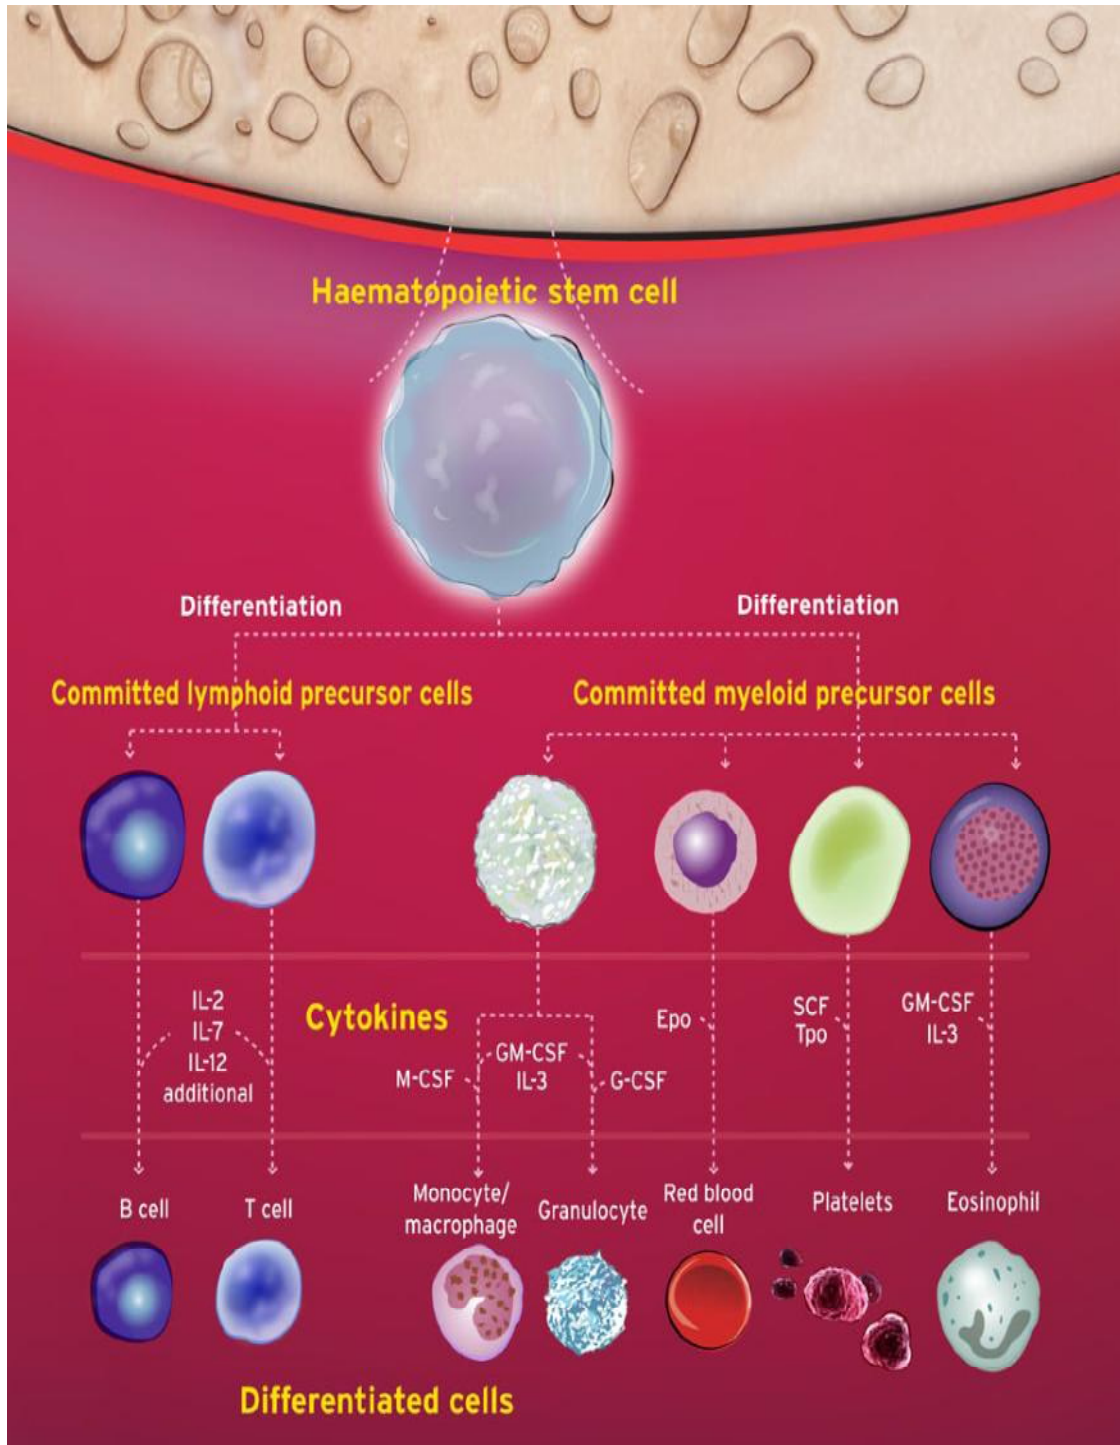 Haematopoietic stem cell
Differentiation
Differentiation
Committed lymphoid precursor cells
Committed myeloid precursor cells
IL-2
IL-7
IL-12
additional
Cytokines
M-CSF
GM-CSF
IL-3
G-CSF
Epo
SCF
Tpo
GM-CSF
IL-3
B cell
T cell
Monocyte/
macrophage
Granulocyte
Red blood
cell
Platelets
Eosinophil
Differentiated cells